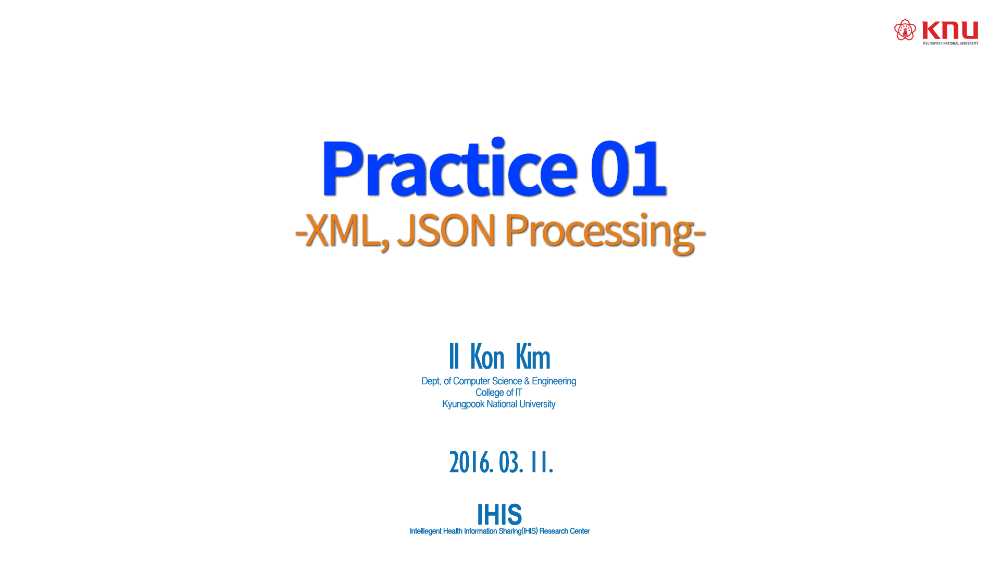 KNU
KYUNGPOOK NATIONAL UNIVERSITY
Practice 01
-XML, JSON Processing-
Il Kon Kim
Dept. of Computer Science & Engineering
College of IT
Kyungpook National University
2016. 03. 11.
IHIS
Intelliegent Health Information Sharing(IHIS) Research Center